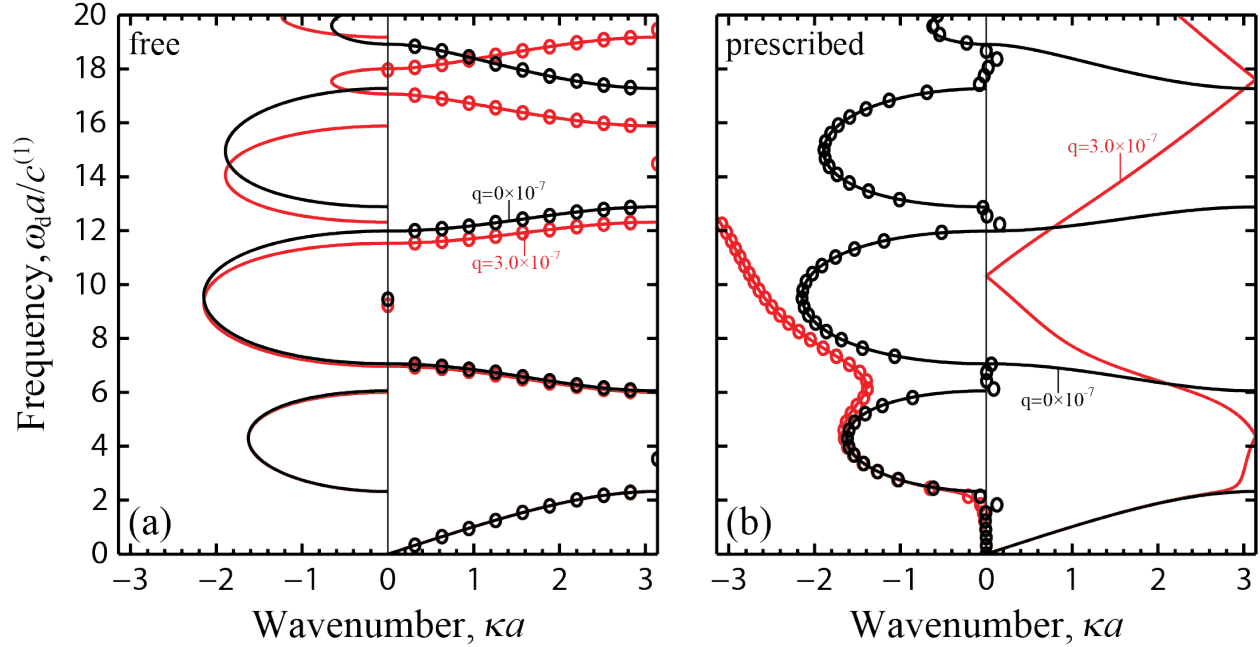 free
prescribed
20
18
16
14
12
10
8
6
4
2
0
Frequency, ω_d a/c^(1)
q=0×10^-7
q=3.0×10^-7
q=3.0×10^-7
q=0×10^-7
(a)
(b)
−3 −2 −1 0 1 2 3
−3 −2 −1 0 1 2 3
Wavenumber, κa
Wavenumber, κa